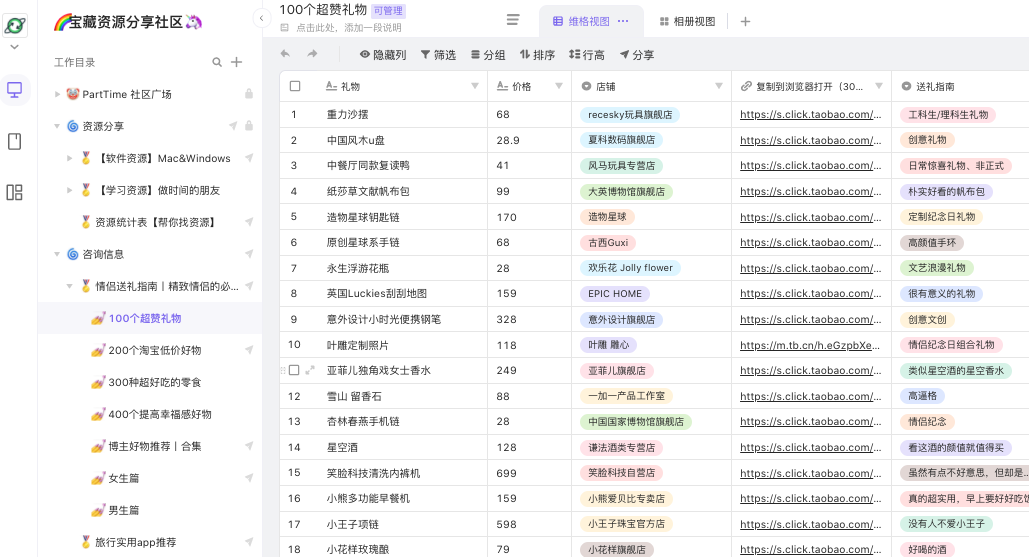 宝藏资源分享社区
工作目录
PartTime 社区广场
资源分享
【软件资源】Mac&Windows
【学习资源】做时间的朋友
资源统计表【帮你找资源】
咨询信息
情侣送礼指南丨精致情侣的必...
100个超赞礼物
200个淘宝低价好物
300种超好吃的零食
400个提高幸福感好物
博主好物推荐丨合集
女生篇
男生篇
旅行实用app推荐
100个超赞礼物 可管理
点击此处，添加一段说明
维格视图 ··· 相册视图 +
隐藏列 筛选 分组 排序 行高 分享
礼物 价格 店铺 复制到浏览器打开（30... 送礼指南
1 重力沙摆 68 recesky玩具旗舰店 https://s.click.taobao.com/... 工科生/理科生礼物
2 中国风木u盘 28.9 夏科数码旗舰店 https://s.click.taobao.com/... 创意礼物
3 中餐厅同款复读鸭 41 风马玩具专营店 https://s.click.taobao.com/... 日常惊喜礼物、非正式
4 纸莎草文献帆布包 99 大英博物馆旗舰店 https://s.click.taobao.com/... 朴实好看的帆布包
5 造物星球钥匙链 170 造物星球 https://s.click.taobao.com/... 定制纪念日礼物
6 原创星球系手链 68 古西Guxi https://s.click.taobao.com/... 高颜值手环
7 永生浮游花瓶 28 欢乐花 Jolly flower https://s.click.taobao.com/... 文艺浪漫礼物
8 英国Luckies刮刮地图 159 EPIC HOME https://s.click.taobao.com/... 很有意义的礼物
9 意外设计小时光便携钢笔 328 意外设计旗舰店 https://s.click.taobao.com/... 创意文创
10 叶雕定制照片 118 叶雕 雕心 https://m.tb.cn/h.eGzpbXe... 情侣纪念日组合礼物
亚菲儿独角戏女士香水 249 亚菲儿旗舰店 https://s.click.taobao.com/... 类似星空酒的星空香水
12 雪山 留香石 88 一加一产品工作室 https://s.click.taobao.com/... 高逼格
13 杏林春燕手机链 28 中国国家博物馆旗舰店 https://s.click.taobao.com/... 情侣纪念
14 星空酒 128 谦法酒类专营店 https://s.click.taobao.com/... 看这酒的颜值就值得买
15 笑脸科技清洗内裤机 699 笑脸科技自营店 https://s.click.taobao.com/... 虽然有点不好意思，但却是...
16 小熊多功能早餐机 159 小熊爱贝比专卖店 https://s.click.taobao.com/... 真的超实用，早上要好好吃饭
17 小王子项链 598 小王子珠宝官方店 https://s.click.taobao.com/... 没有人不爱小王子
18 小花样玫瑰酿 79 小花样旗舰店 https://s.click.taobao.com/... 好喝的酒